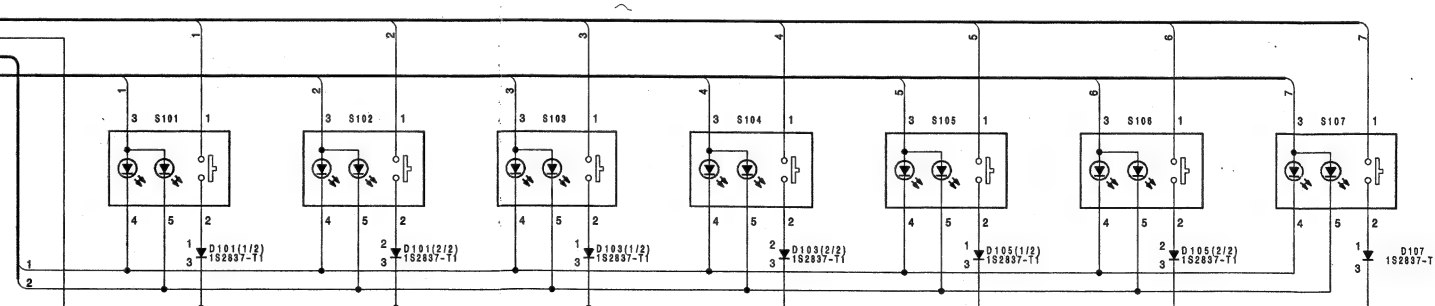 1 2 3 4 5 6 7
1 2 3 4 5 6 7
3 S101 1 3 S102 1 3 S103 1 3 S104 1 3 S105 1 3 S106 1 3 S107 1
4 5 2 4 5 2 4 5 2 4 5 2 4 5 2 4 5 2 4 5 2
1 D101(1/2) 2 D101(2/2) 1 D103(1/2) 2 D103(2/2) 1 D105(1/2) 2 D105(2/2) 1 D107
3 1S2837-T1 3 1S2837-T1 3 1S2837-T1 3 1S2837-T1 3 1S2837-T1 3 1S2837-T1 3 1S2837-T
1
2